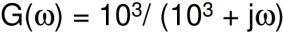 G(ω) = 10³/ (10³ + jω)